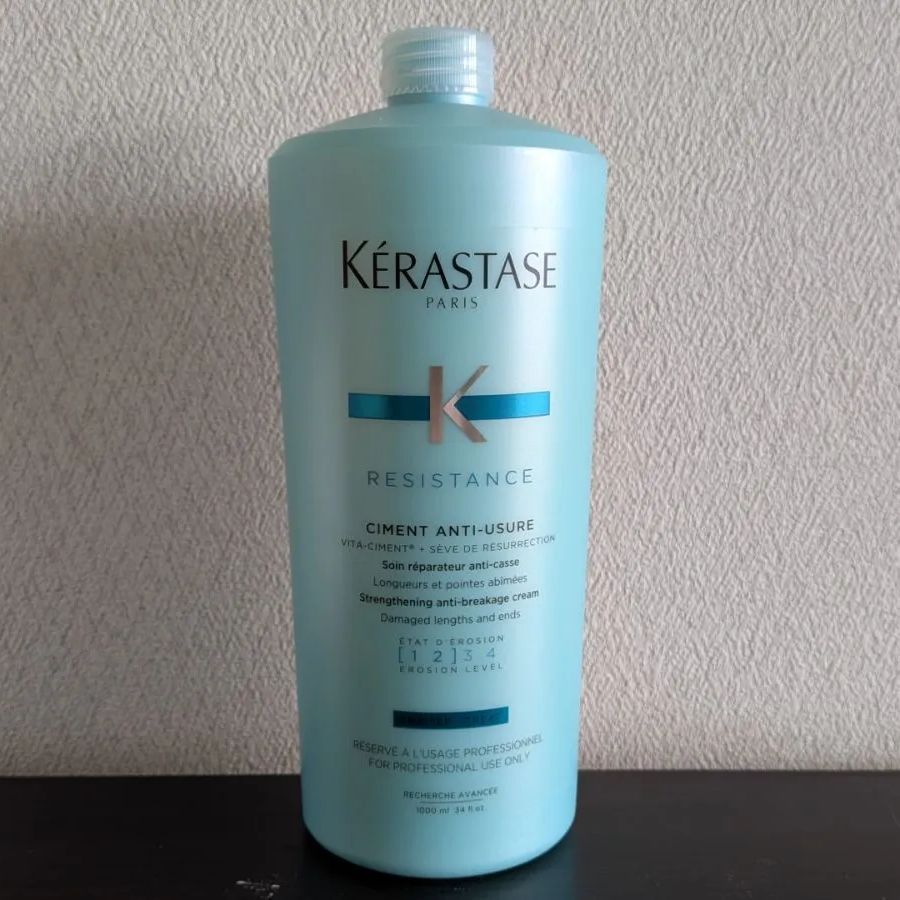 KÉRASTASE
PARIS
K
RESISTANCE
CIMENT ANTI-USURE
VITA-CIMENT® + SÈVE DE RÉSURRECTION
Soin réparateur anti-casse
Longueurs et pointes abîmées
Strengthening anti-breakage cream
Damaged lengths and ends
ÉTAT D'ÉROSION
[1 2]3 4
EROSION LEVEL
RÉSERVÉ À L'USAGE PROFESSIONNEL
FOR PROFESSIONAL USE ONLY
RECHERCHE AVANCÉE
1000 ml 34 fl oz.